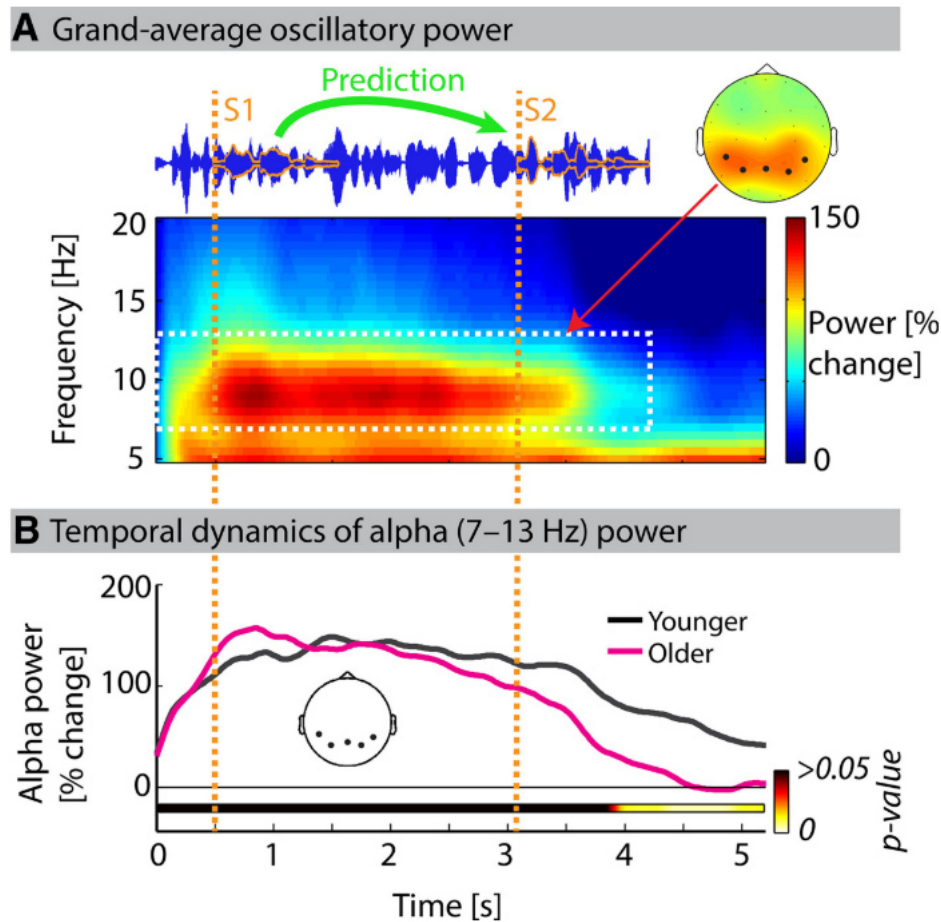 A Grand-average oscillatory power
Prediction
S1
S2
20
15
10
5
Frequency [Hz]
150
Power [%
change]
0
B Temporal dynamics of alpha (7–13 Hz) power
200
100
0
Alpha power
[% change]
Younger
Older
>0.05
0
p-value
0 1 2 3 4 5
Time [s]